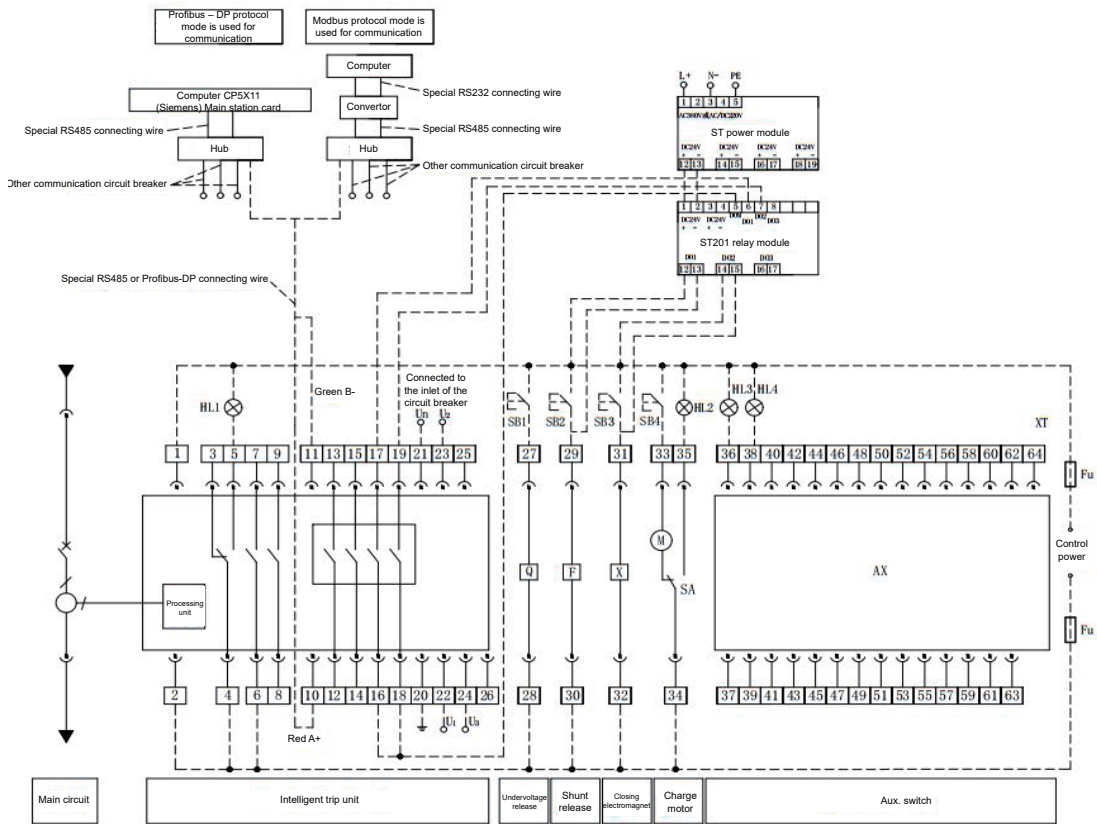 Profibus – DP protocol
mode is used for
communication
Modbus protocol mode is
used for communication
Computer
Special RS232 connecting wire
Computer CP5X11
(Siemens) Main station card
Convertor
Special RS485 connecting wire
Special RS485 connecting wire
Hub
Hub
Other communication circuit breaker
Other communication circuit breaker
L+ N- PE
1 2 3 4 5
ST power module
DC24V DC24V DC24V DC24V
+ - + - + - + -
12 13 14 15 16 17 18 19
1 2 3 4 5 6 7 8
DC24V DC24V DO1 DO2 DO3
+ - + -
ST201 relay module
DO1 DO2 DO3
12 13 14 15 16 17
Special RS485 or Profibus-DP connecting wire
Green B-
Connected to
the inlet of the
circuit breaker
Un U2
HL1
SB1 SB2 SB3 SB4 HL2 HL3 HL4
XT
1 3 5 7 9 11 13 15 17 19 21 23 25 27 29 31 33 35 36 38 40 42 44 46 48 50 52 54 56 58 60 62 64
Fu
Control
power
M
Q F X
SA
AX
Processing
unit
Fu
2 4 6 8 10 12 14 16 18 20 22 24 26 28 30 32 34 37 39 41 43 45 47 49 51 53 55 57 59 61 63
U1 U3
Red A+
Main circuit
Intelligent trip unit
Undervoltage
release
Shunt
release
Closing
electromagnet
Charge
motor
Aux. switch